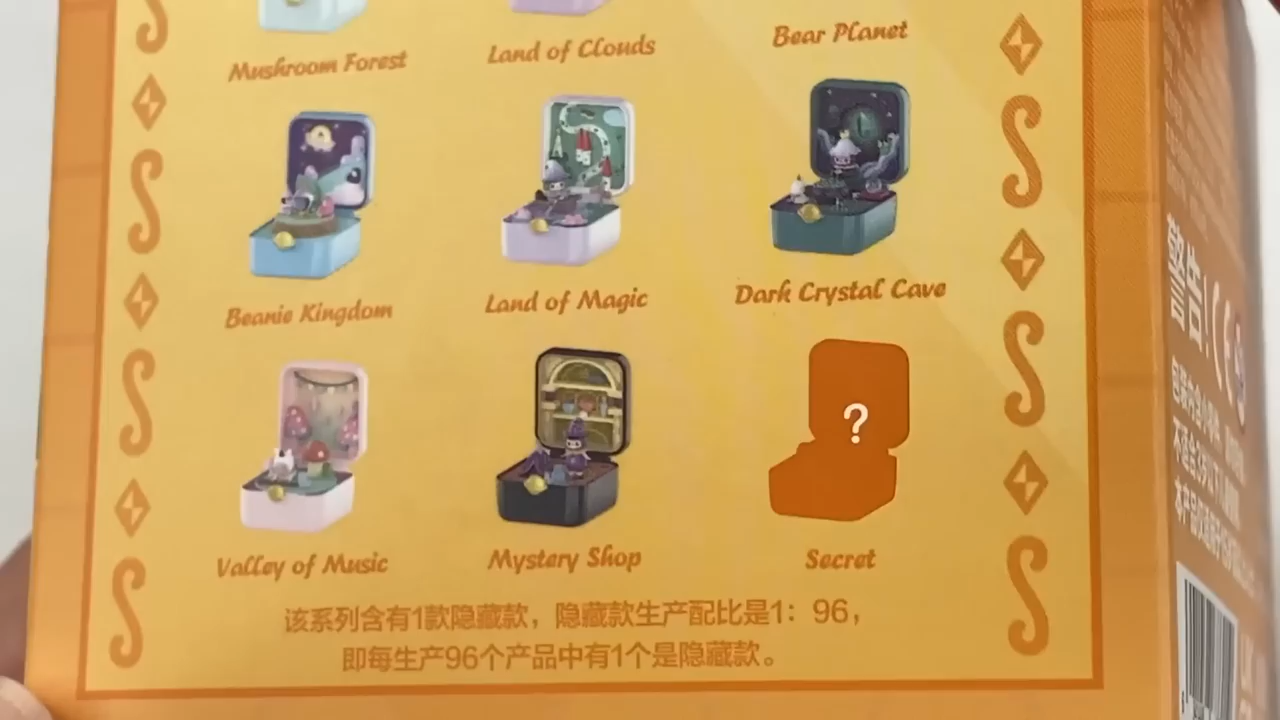 Mushroom Forest
Land of Clouds
Bear Planet
Beanie Kingdom
Land of Magic
Dark Crystal Cave
?
Valley of Music
Mystery Shop
Secret
该系列含有1款隐藏款，隐藏款生产配比是1：96，
即每生产96个产品中有1个是隐藏款。
警告!